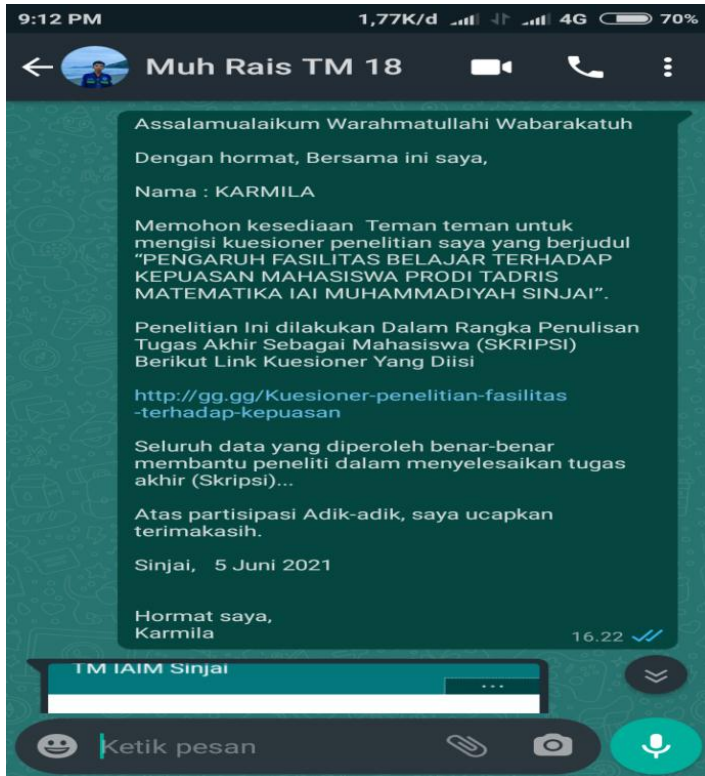 9:12 PM 1,77K/d 4G 70%
Muh Rais TM 18
Assalamualaikum Warahmatullahi Wabarakatuh
Dengan hormat, Bersama ini saya,
Nama : KARMILA
Memohon kesediaan Teman teman untuk
mengisi kuesioner penelitian saya yang berjudul
“PENGARUH FASILITAS BELAJAR TERHADAP
KEPUASAN MAHASISWA PRODI TADRIS
MATEMATIKA IAI MUHAMMADIYAH SINJAI”.
Penelitian Ini dilakukan Dalam Rangka Penulisan
Tugas Akhir Sebagai Mahasiswa (SKRIPSI)
Berikut Link Kuesioner Yang Diisi
http://gg.gg/Kuesioner-penelitian-fasilitas
-terhadap-kepuasan
Seluruh data yang diperoleh benar-benar
membantu peneliti dalam menyelesaikan tugas
akhir (Skripsi)...
Atas partisipasi Adik-adik, saya ucapkan
terimakasih.
Sinjai, 5 Juni 2021
Hormat saya,
Karmila
16.22
TM IAIM Sinjai
...
Ketik pesan